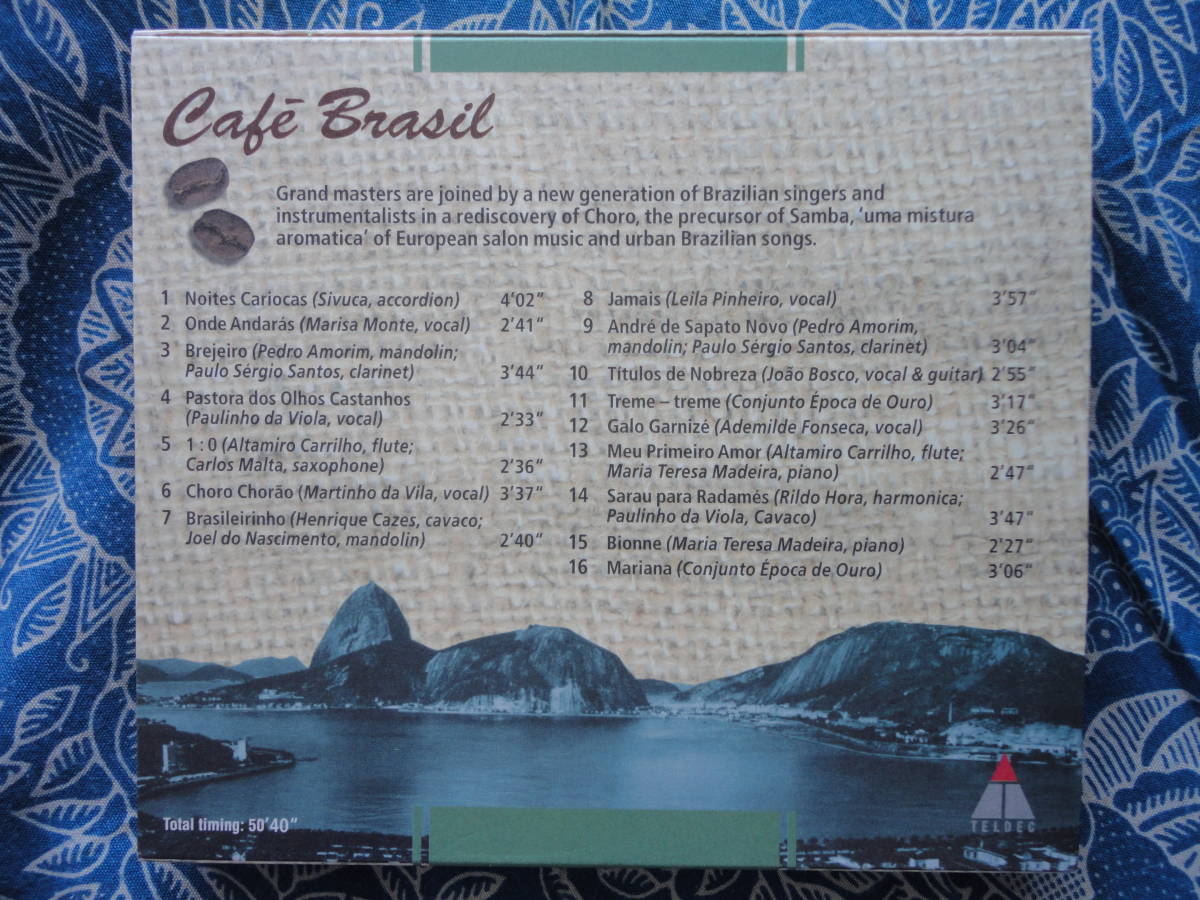 Café Brasil
Grand masters are joined by a new generation of Brazilian singers and
instrumentalists in a rediscovery of Choro, the precursor of Samba, ‘uma mistura
aromatica’ of European salon music and urban Brazilian songs.
1 Noites Cariocas (Sivuca, accordion) 4’02“
2 Onde Andarás (Marisa Monte, vocal) 2’41“
3 Brejeiro (Pedro Amorim, mandolin;
Paulo Sérgio Santos, clarinet) 3’44“
4 Pastora dos Olhos Castanhos
(Paulinho da Viola, vocal) 2’33“
5 1 : 0 (Altamiro Carrilho, flute;
Carlos Malta, saxophone) 2’36“
6 Choro Chorão (Martinho da Vila, vocal) 3’37“
7 Brasileirinho (Henrique Cazes, cavaco;
Joel do Nascimento, mandolin) 2’40“
8 Jamais (Leila Pinheiro, vocal) 3’57“
9 André de Sapato Novo (Pedro Amorim,
mandolin; Paulo Sérgio Santos, clarinet) 3’04“
10 Títulos de Nobreza (João Bosco, vocal & guitar) 2’55“
11 Treme – treme (Conjunto Época de Ouro) 3’17“
12 Galo Garnizé (Ademilde Fonseca, vocal) 3’26“
13 Meu Primeiro Amor (Altamiro Carrilho, flute;
Maria Teresa Madeira, piano) 2’47“
14 Sarau para Radamés (Rildo Hora, harmonica;
Paulinho da Viola, Cavaco) 3’47“
15 Bionne (Maria Teresa Madeira, piano) 2’27“
16 Mariana (Conjunto Época de Ouro) 3’06“
Total timing: 50’40“
TELDEC